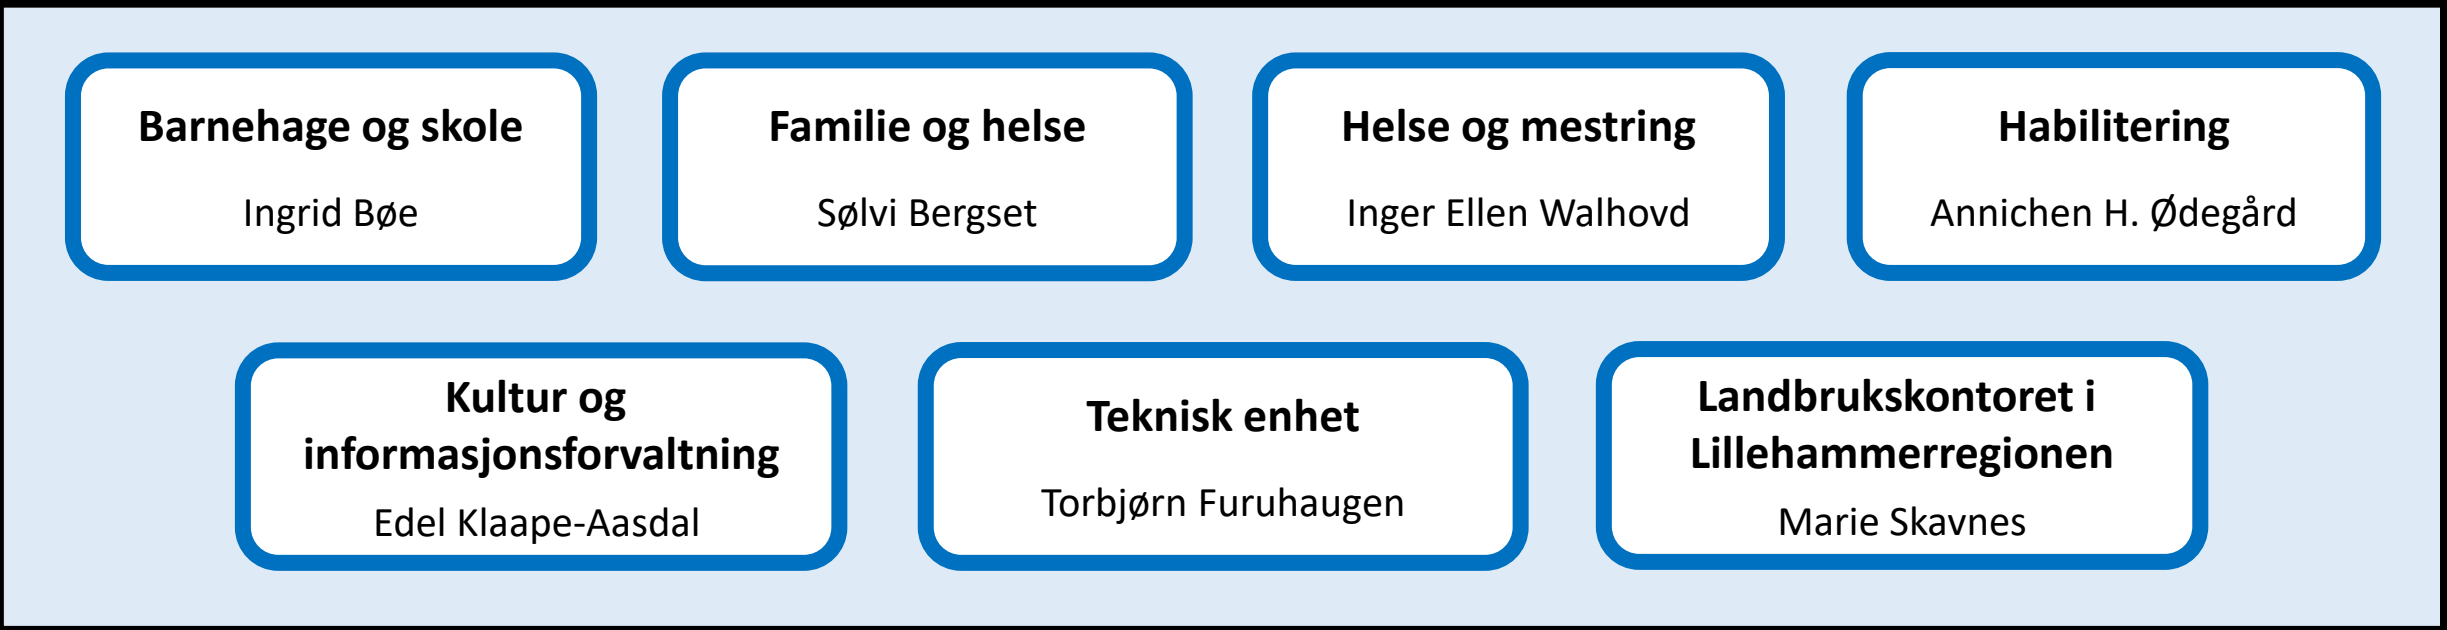 Barnehage og skole
Ingrid Bøe
Familie og helse
Sølvi Bergset
Helse og mestring
Inger Ellen Walhovd
Habilitering
Annichen H. Ødegård
Kultur og
informasjonsforvaltning
Edel Klaape-Aasdal
Teknisk enhet
Torbjørn Furuhaugen
Landbrukskontoret i
Lillehammerregionen
Marie Skavnes